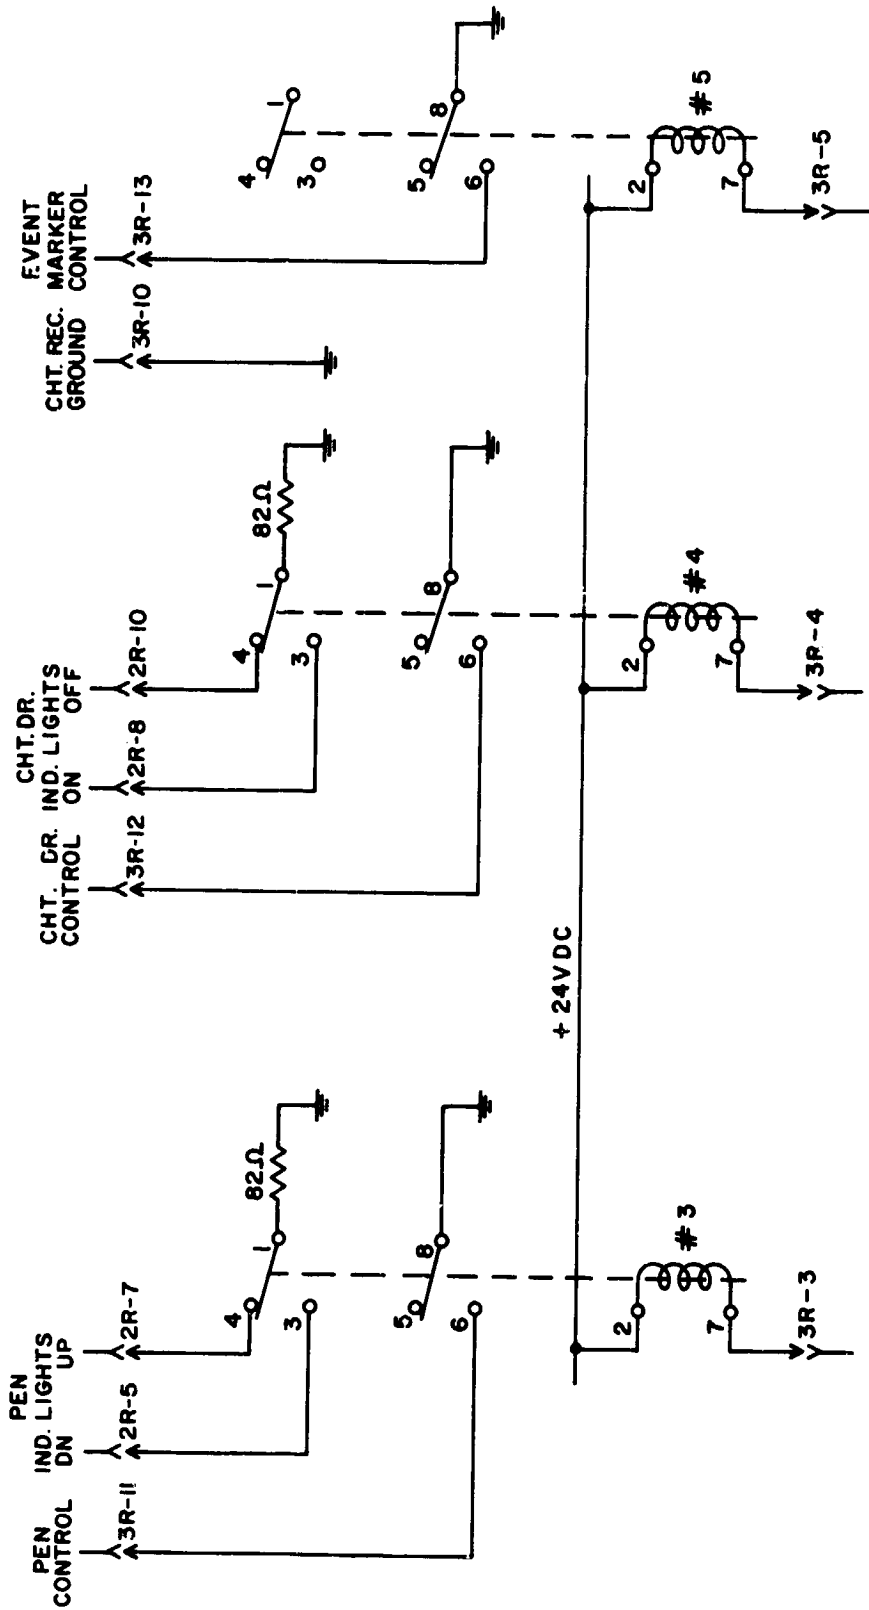 PEN
CONTROL
3R-11
PEN
IND. LIGHTS
DN
UP
2R-5
2R-7
4
1
82Ω
3
5
8
6
2
7
#3
3R-3
+24VDC
CHT. DR.
CONTROL
3R-12
CHT. DR.
IND. LIGHTS
ON
OFF
2R-8
2R-10
4
1
82Ω
3
5
8
6
2
7
#4
3R-4
CHT. REC.
GROUND
3R-10
EVENT
MARKER
CONTROL
3R-13
4
1
3
5
8
6
2
7
#5
3R-5